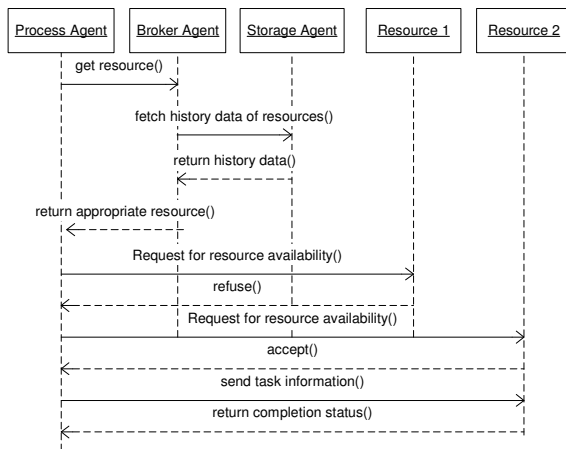 Process Agent
Broker Agent
Storage Agent
Resource 1
Resource 2
get resource()
fetch history data of resources()
return history data()
return appropriate resource()
Request for resource availability()
refuse()
Request for resource availability()
accept()
send task information()
return completion status()